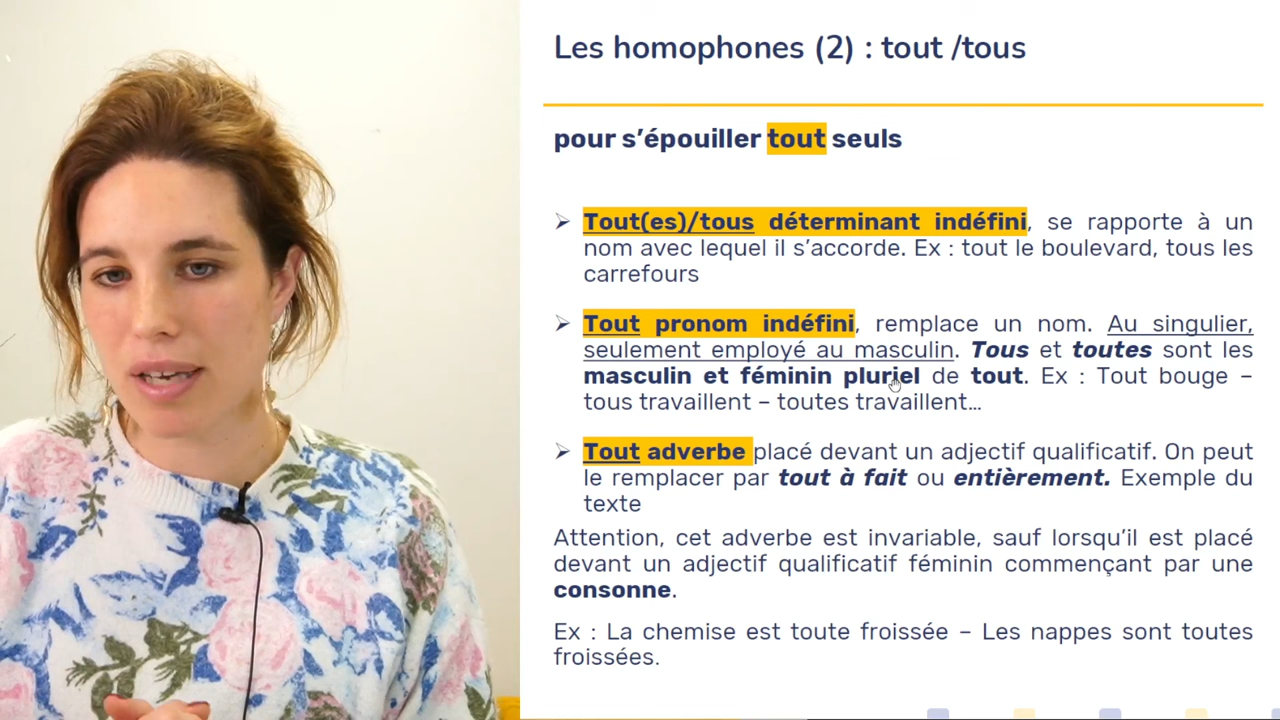 Les homophones (2) : tout /tous
pour s’épouiller tout seuls
➢ Tout(es)/tous déterminant indéfini, se rapporte à un
nom avec lequel il s’accorde. Ex : tout le boulevard, tous les
carrefours
➢ Tout pronom indéfini, remplace un nom. Au singulier,
seulement employé au masculin. Tous et toutes sont les
masculin et féminin pluriel de tout. Ex : Tout bouge –
tous travaillent – toutes travaillent…
➢ Tout adverbe placé devant un adjectif qualificatif. On peut
le remplacer par tout à fait ou entièrement. Exemple du
texte
Attention, cet adverbe est invariable, sauf lorsqu’il est placé
devant un adjectif qualificatif féminin commençant par une
consonne.
Ex : La chemise est toute froissée – Les nappes sont toutes
froissées.